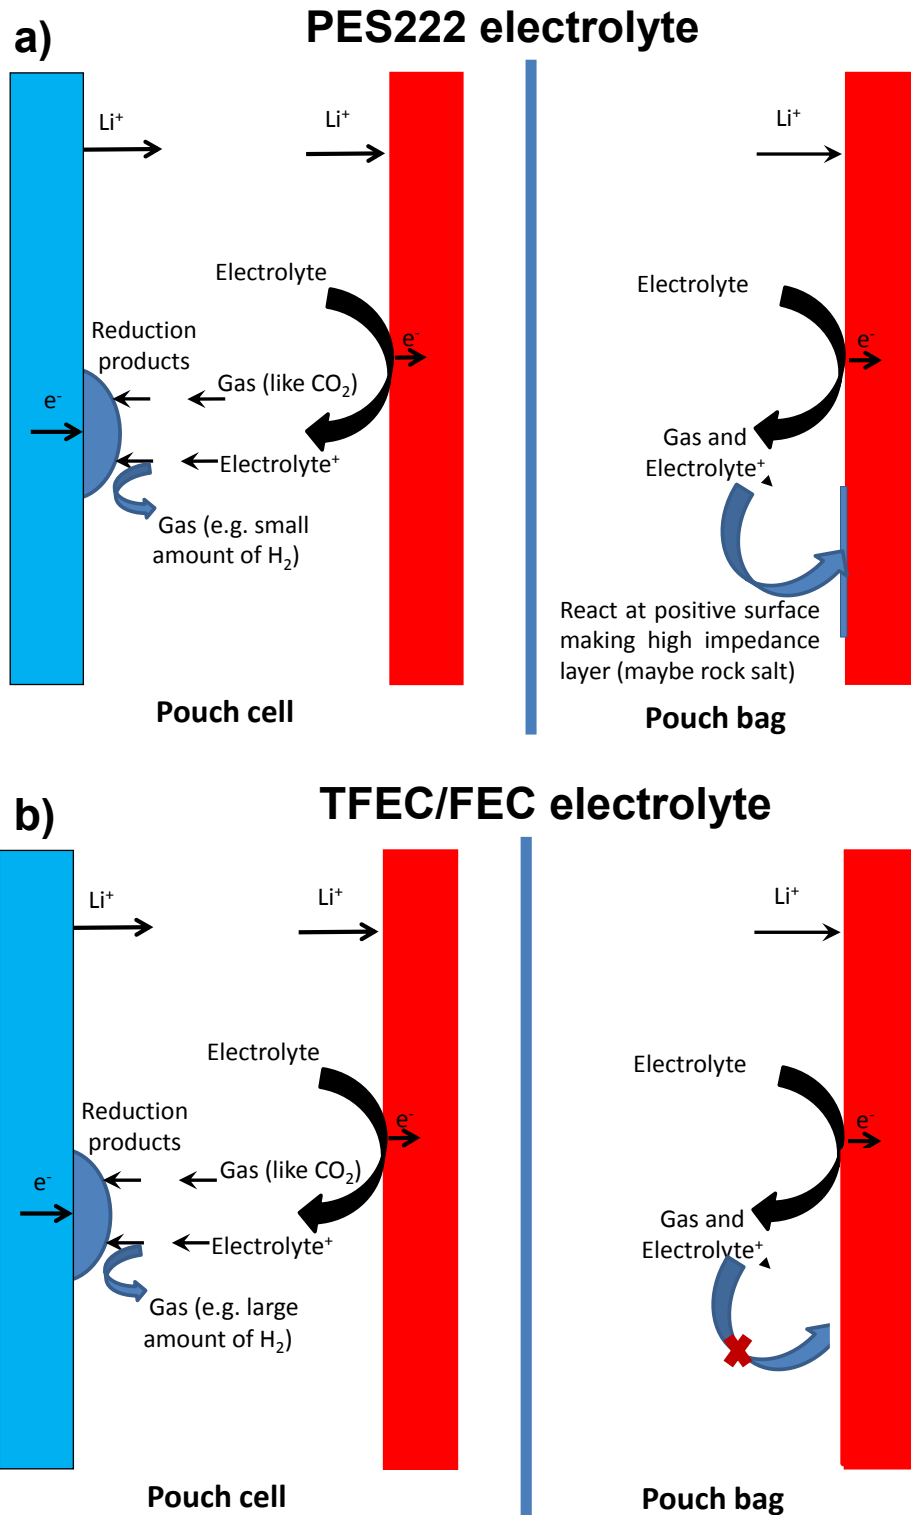 a)
PES222 electrolyte
Li⁺
Li⁺
Electrolyte
e⁻
Reduction
products
Gas (like CO₂)
e⁻
Electrolyte⁺
Gas (e.g. small
amount of H₂)
Pouch cell
Li⁺
Electrolyte
e⁻
Gas and
Electrolyte⁺
React at positive surface
making high impedance
layer (maybe rock salt)
Pouch bag
b)
TFEC/FEC electrolyte
Li⁺
Li⁺
Electrolyte
e⁻
Reduction
products
Gas (like CO₂)
e⁻
Electrolyte⁺
Gas (e.g. large
amount of H₂)
Pouch cell
Li⁺
Electrolyte
e⁻
Gas and
Electrolyte⁺
Pouch bag